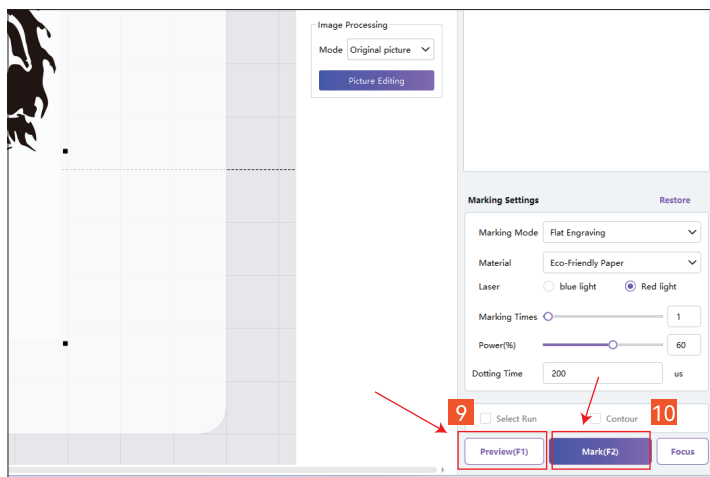 Image Processing
Mode Original picture
Picture Editing
Marking Settings Restore
Marking Mode Flat Engraving
Material Eco-Friendly Paper
Laser blue light Red light
Marking Times 1
Power(%) 60
Dotting Time 200 us
9 Select Run Contour 10
Preview(F1) Mark(F2) Focus